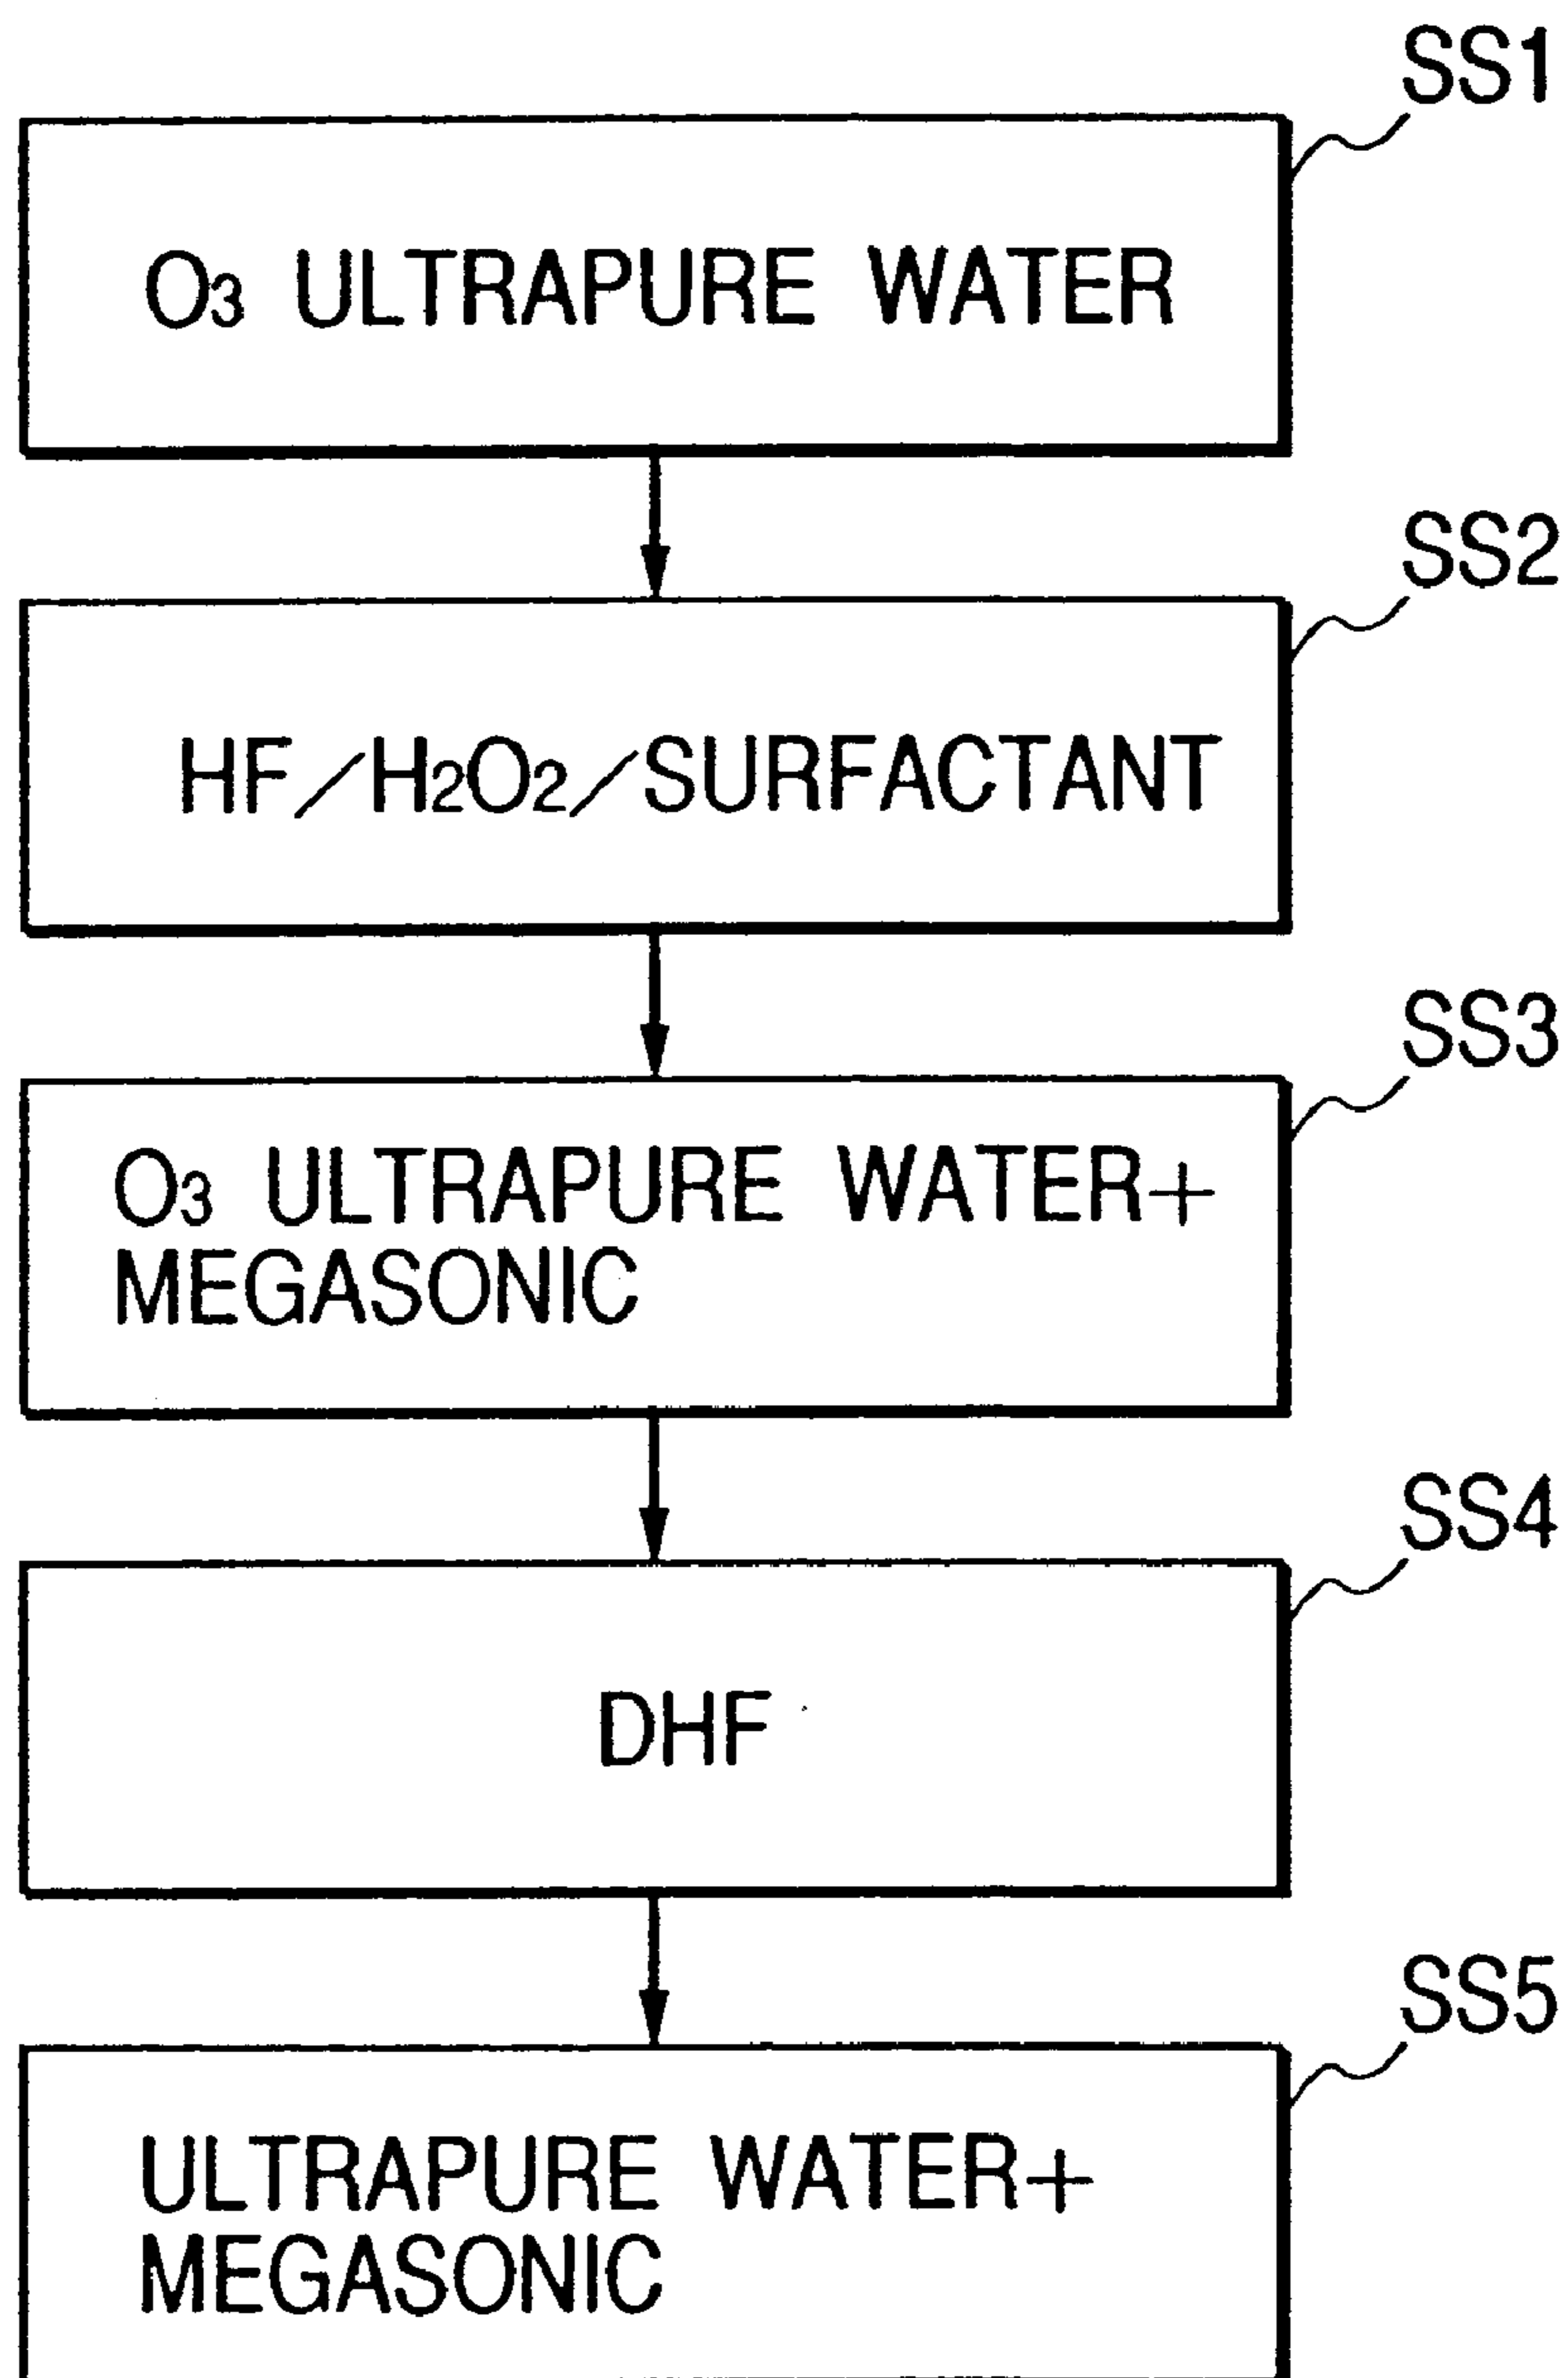 SS1
O3 ULTRAPURE WATER
SS2
HF/H2O2/SURFACTANT
SS3
O3 ULTRAPURE WATER+
MEGASONIC
SS4
DHF
SS5
ULTRAPURE WATER+
MEGASONIC